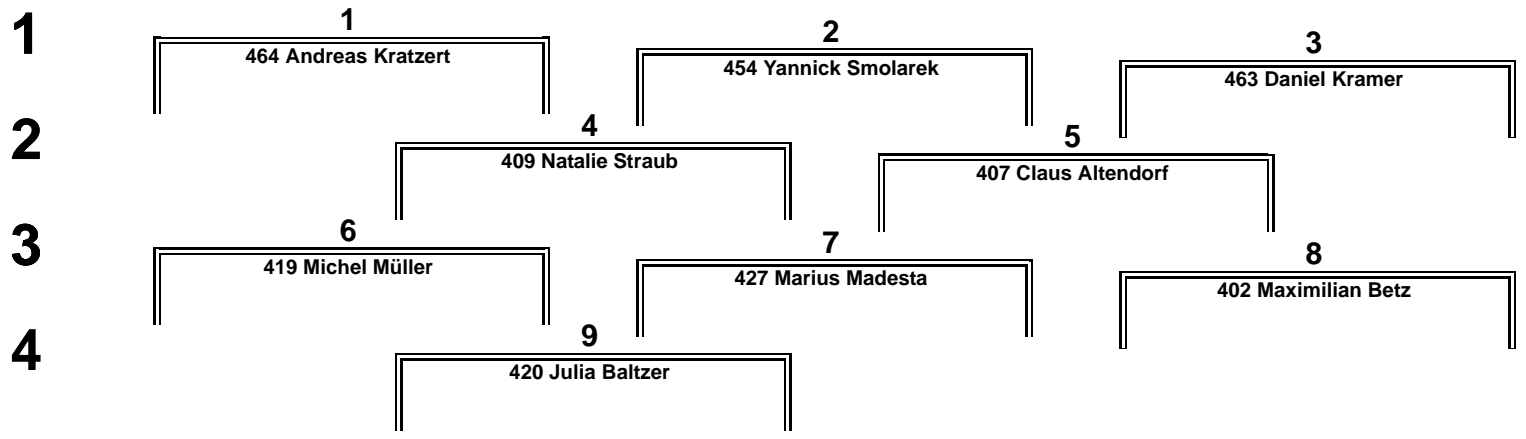 1
1
464 Andreas Kratzert
2
454 Yannick Smolarek
3
463 Daniel Kramer
2
4
409 Natalie Straub
5
407 Claus Altendorf
3
6
419 Michel Müller
7
427 Marius Madesta
8
402 Maximilian Betz
4
9
420 Julia Baltzer